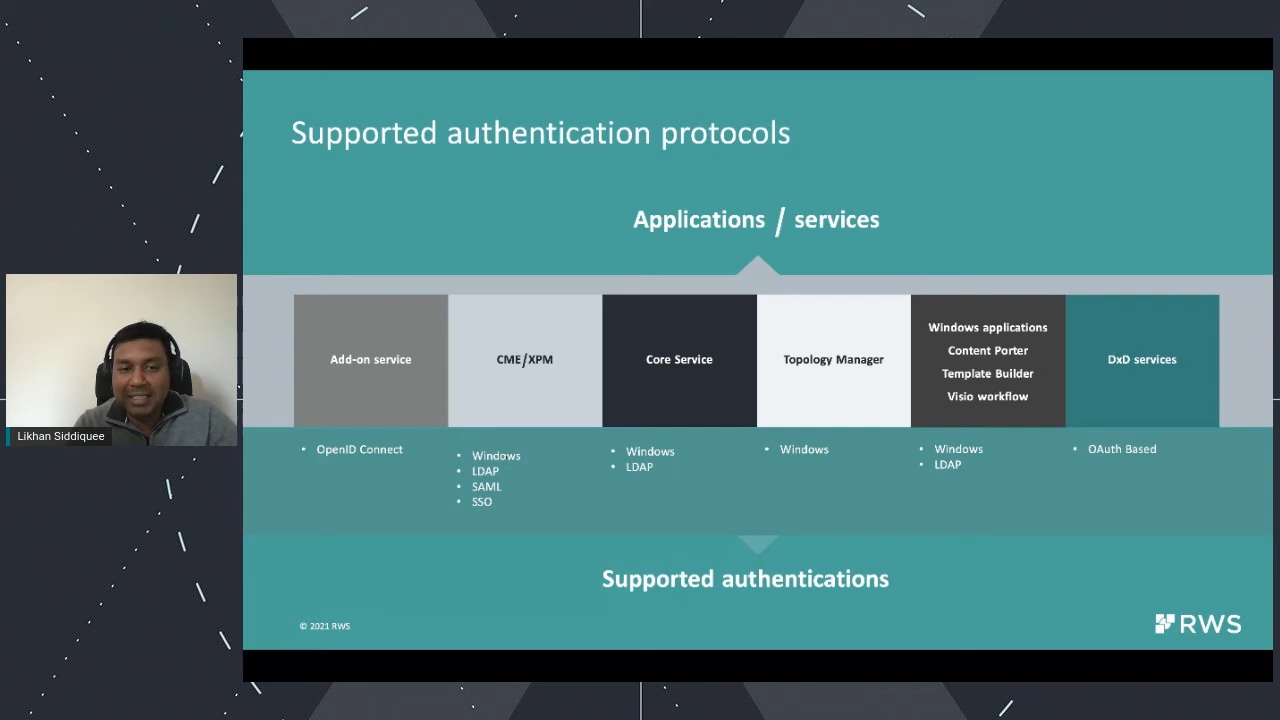 Supported authentication protocols
Applications / services
Add-on service
CME/XPM
Core Service
Topology Manager
Windows applications
Content Porter
Template Builder
Visio workflow
DxD services
• OpenID Connect
• Windows
• LDAP
• SAML
• SSO
• Windows
• LDAP
• Windows
• Windows
• LDAP
• OAuth Based
Supported authentications
© 2021 RWS
RWS
Likhan Siddiquee